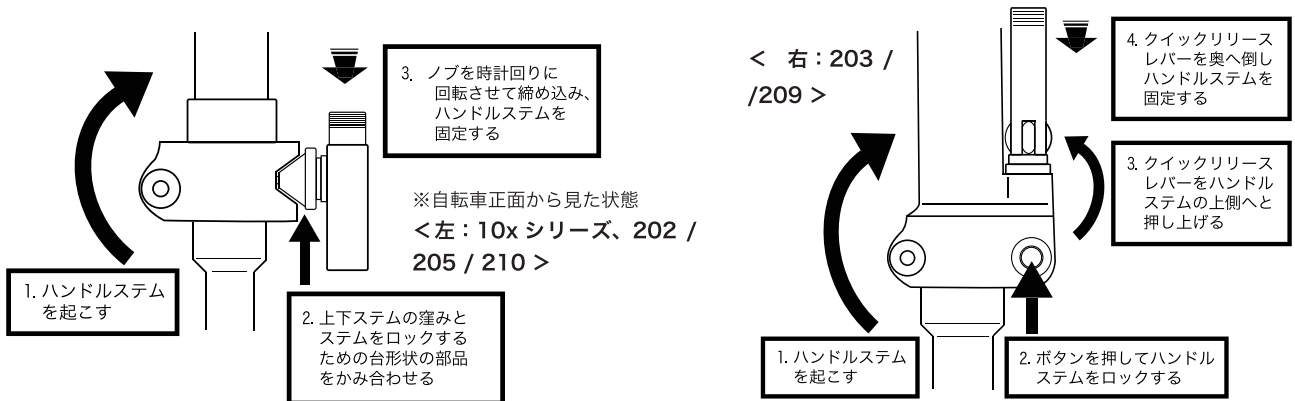 3. ノブを時計回りに
回転させて締め込み、
ハンドルステムを
固定する
※自転車正面から見た状態
<左：10x シリーズ、202 /
205 / 210 >
1. ハンドルステム
を起こす
2. 上下ステムの窪みと
ステムをロックする
ための台形状の部品
をかみ合わせる
< 右：203 /
/209 >
4. クイックリリース
レバーを奥へ倒し
ハンドルステムを
固定する
3. クイックリリース
レバーをハンドル
ステムの上側へと
押し上げる
1. ハンドルステム
を起こす
2. ボタンを押してハンドル
ステムをロックする